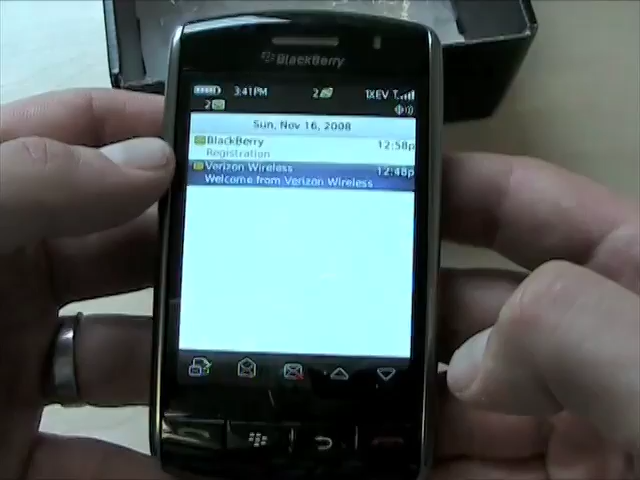 BlackBerry
3:41PM 2 1XEV T
2
Sun, Nov 16, 2008
BlackBerry 12:58p
Registration
Verizon Wireless 12:48p
Welcome from Verizon Wireless